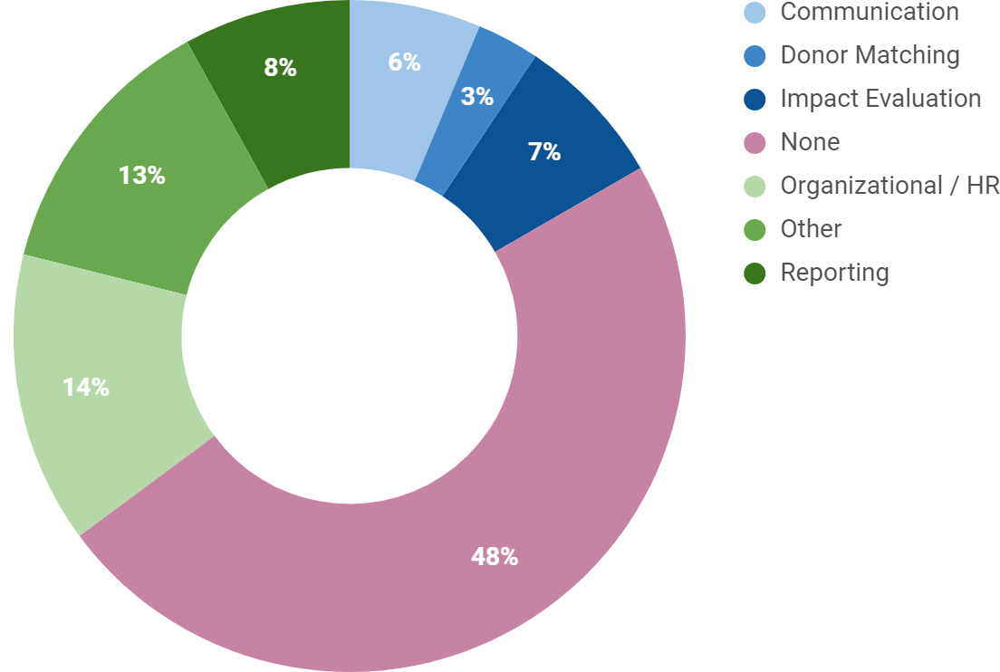 Communication
Donor Matching
Impact Evaluation
None
Organizational / HR
Other
Reporting
6%
3%
7%
48%
14%
13%
8%